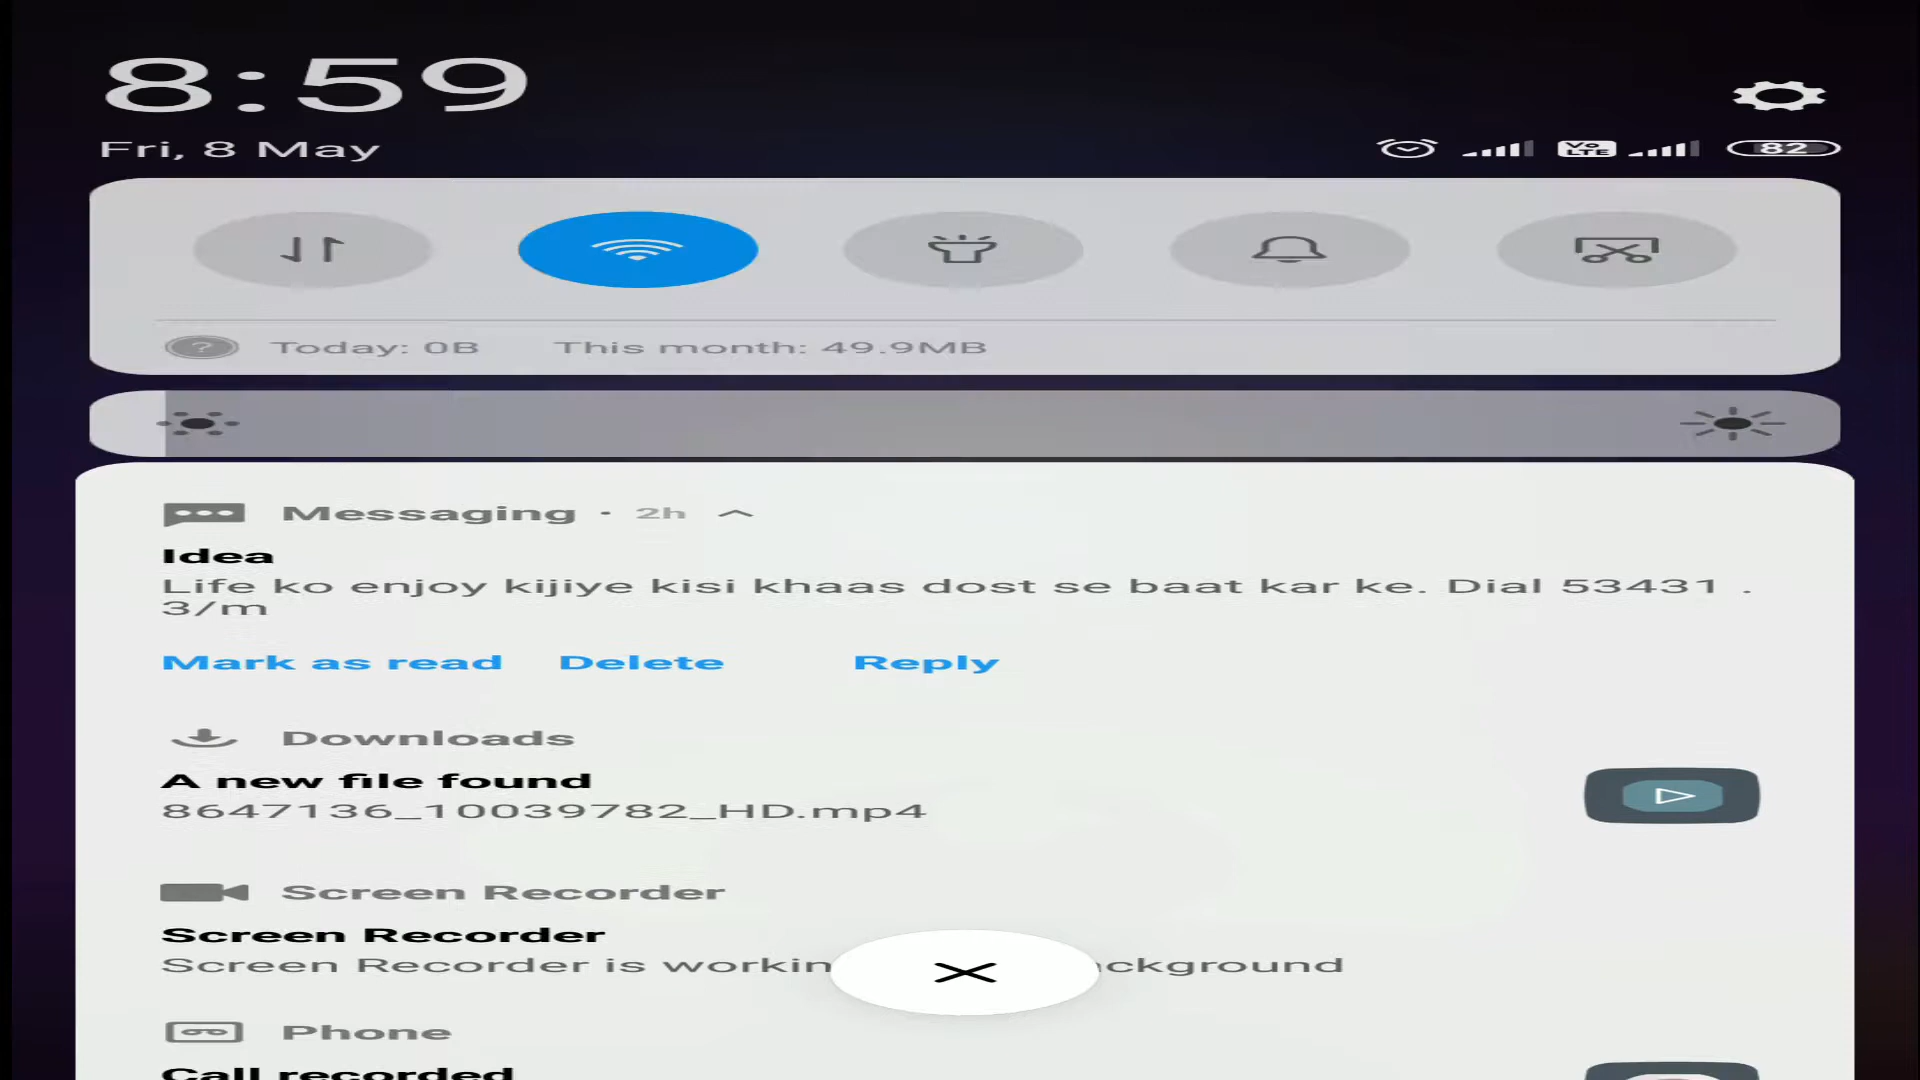 8:59
Fri, 8 May
Vo LTE 82
Today: 0B This month: 49.9MB
Messaging · 2h
Idea
Life ko enjoy kijiye kisi khaas dost se baat kar ke. Dial 53431 .
3/m
Mark as read Delete Reply
Downloads
A new file found
8647136_10039782_HD.mp4
Screen Recorder
Screen Recorder
Screen Recorder is workin ckground
Phone
Call recorded